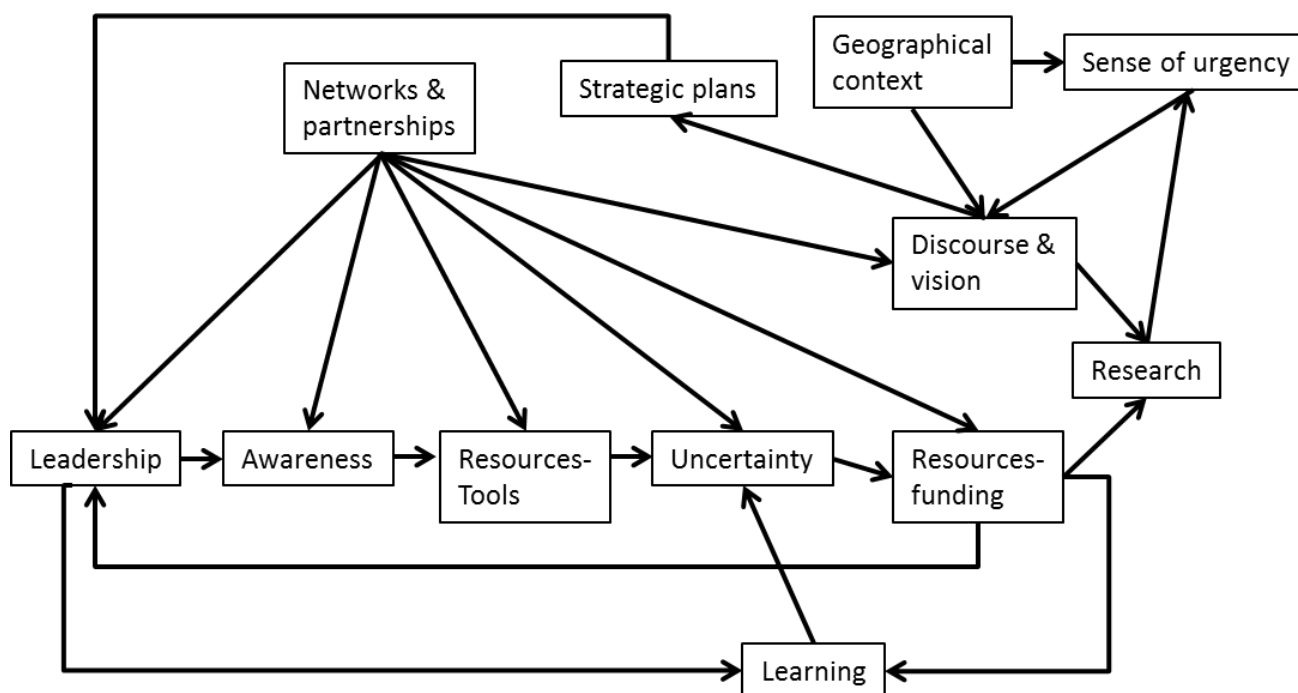 Geographical
context
Sense of urgency
Strategic plans
Networks &
partnerships
Discourse &
vision
Research
Leadership
Awareness
Resources-
Tools
Uncertainty
Resources-
funding
Learning